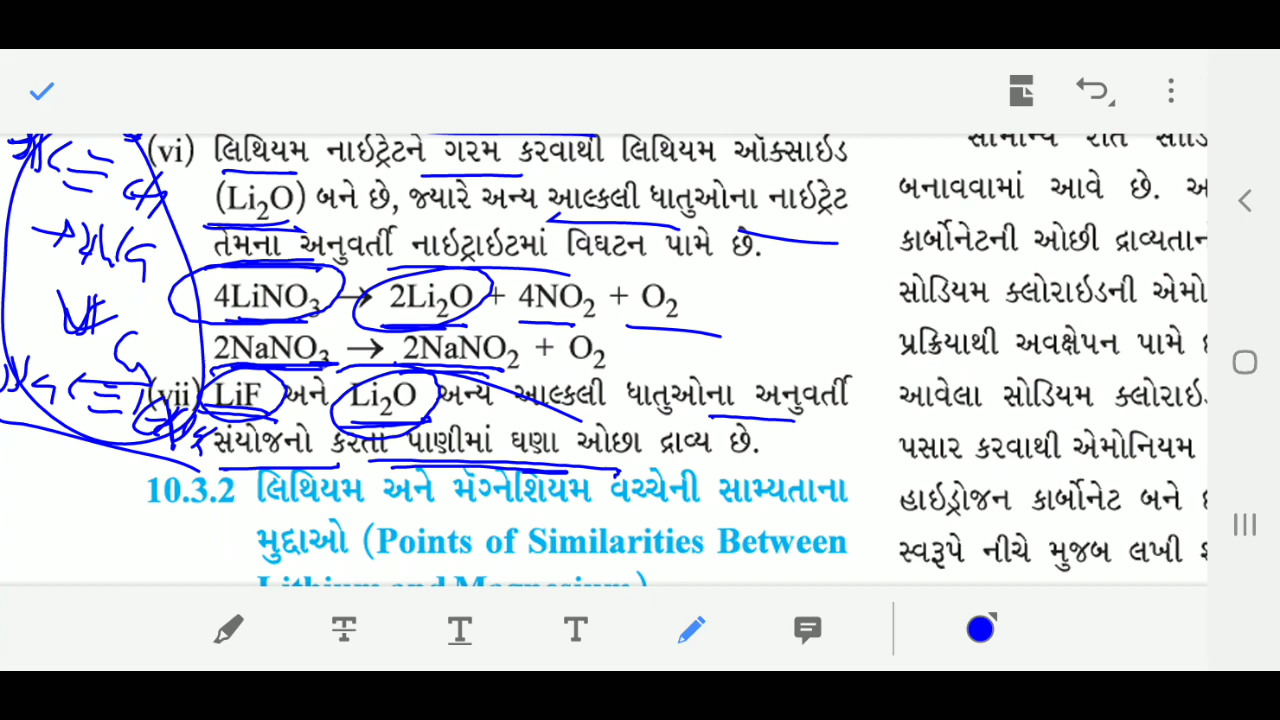 (vi) લિથિયમ નાઇટ્રેટને ગરમ કરવાથી લિથિયમ ઑક્સાઇડ
(Li₂O) બને છે, જ્યારે અન્ય આલ્કલી ધાતુઓના નાઇટ્રેટ
તેમના અનુવર્તી નાઇટ્રાઇટમાં વિઘટન પામે છે.
4LiNO₃ → 2Li₂O + 4NO₂ + O₂
2NaNO₃ → 2NaNO₂ + O₂
(vii) LiF અને Li₂O અન્ય આલ્કલી ધાતુઓના અનુવર્તી
સંયોજનો કરતા પાણીમાં ઘણા ઓછા દ્રાવ્ય છે.
10.3.2 લિથિયમ અને મૅગ્નેશિયમ વચ્ચેની સામ્યતાના
મુદ્દાઓ (Points of Similarities Between
Lithium and Magnesium)
સામાન્ય રીતે
બનાવવામાં આવે છે.
કાર્બોનેટની ઓછી
સોડિયમ ક્લોરાઇડની
પ્રક્રિયાથી અવક્ષેપન પામે
આવેલા સોડિયમ
પસાર કરવાથી એમોનિયમ
હાઇડ્રોજન કાર્બોનેટ બને
સ્વરૂપે નીચે મુજબ લખી
T T T